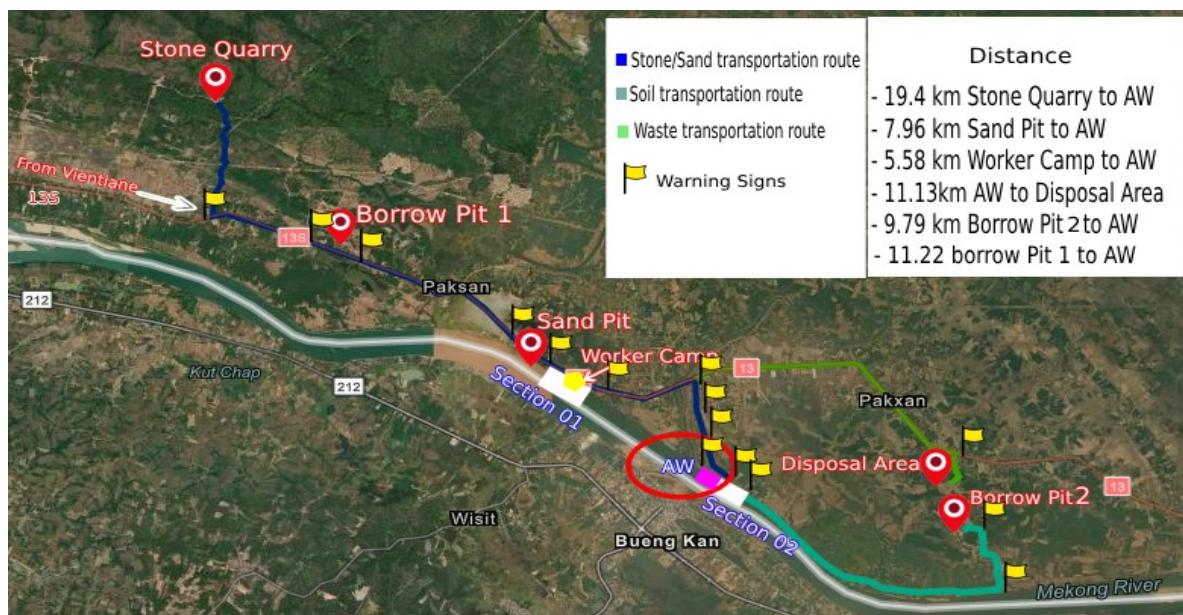 Stone Quarry
From Vientiane
13S
Borrow Pit 1
13S
Paksan
212
Sand Pit
Worker Camp
Kut Chap
212
Section 01
13
Pakxan
AW
Disposal Area
13
Borrow Pit 2
Section 02
Wisit
Bueng Kan
Mekong River
Stone/Sand transportation route
Soil transportation route
Waste transportation route
Warning Signs
Distance
- 19.4 km Stone Quarry to AW
- 7.96 km Sand Pit to AW
- 5.58 km Worker Camp to AW
- 11.13km AW to Disposal Area
- 9.79 km Borrow Pit 2 to AW
- 11.22 borrow Pit 1 to AW